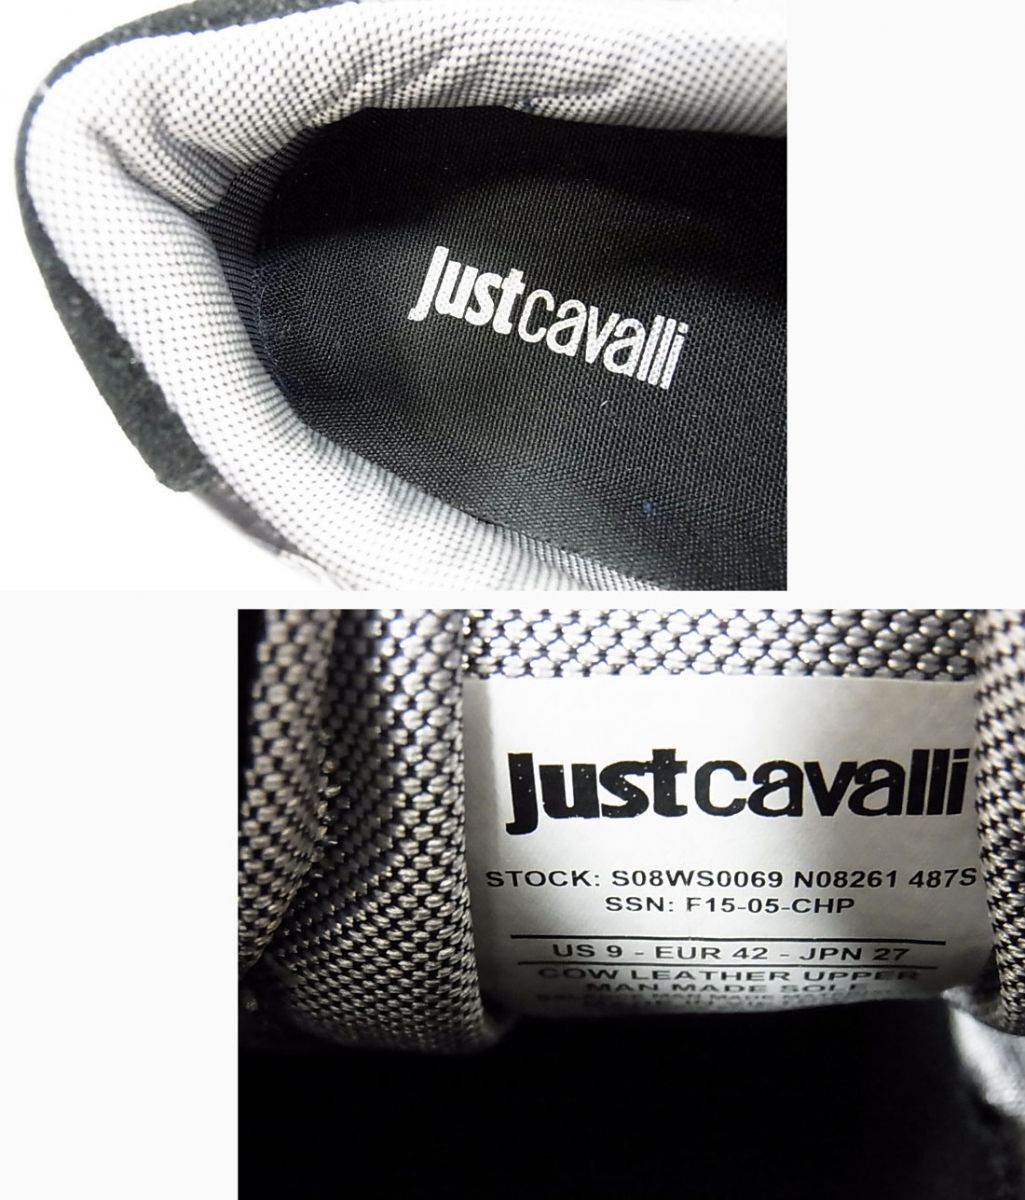 Justcavalli
Justcavalli
STOCK: S08WS0069 N08261 487S
SSN: F15-05-CHP
US 9 - EUR 42 - JPN 27
COW LEATHER UPPER
MAN MADE SOLE